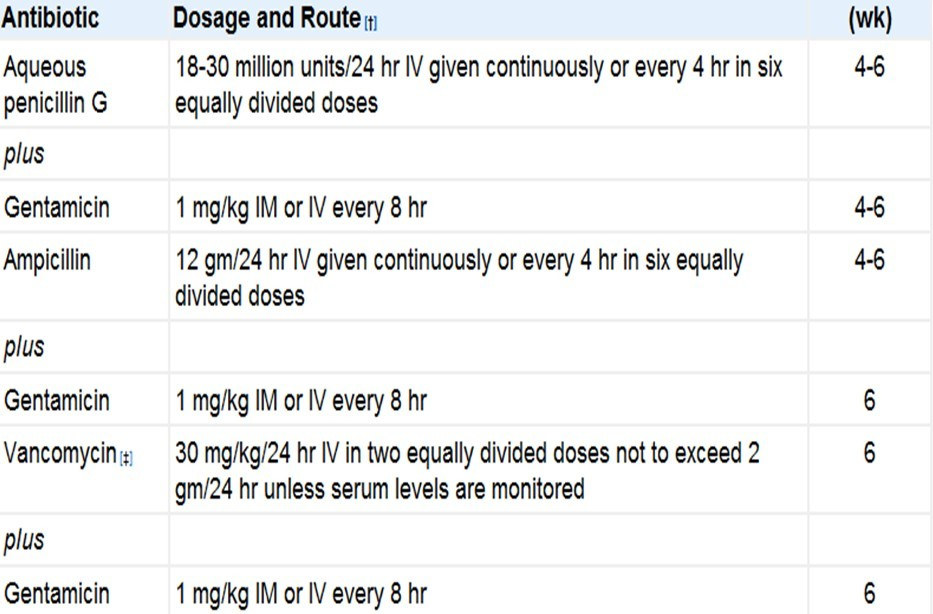 Antibiotic Dosage and Route [†] (wk)
Aqueous penicillin G 18-30 million units/24 hr IV given continuously or every 4 hr in six equally divided doses 4-6
plus
Gentamicin 1 mg/kg IM or IV every 8 hr 4-6
Ampicillin 12 gm/24 hr IV given continuously or every 4 hr in six equally divided doses 4-6
plus
Gentamicin 1 mg/kg IM or IV every 8 hr 6
Vancomycin [‡] 30 mg/kg/24 hr IV in two equally divided doses not to exceed 2 gm/24 hr unless serum levels are monitored 6
plus
Gentamicin 1 mg/kg IM or IV every 8 hr 6